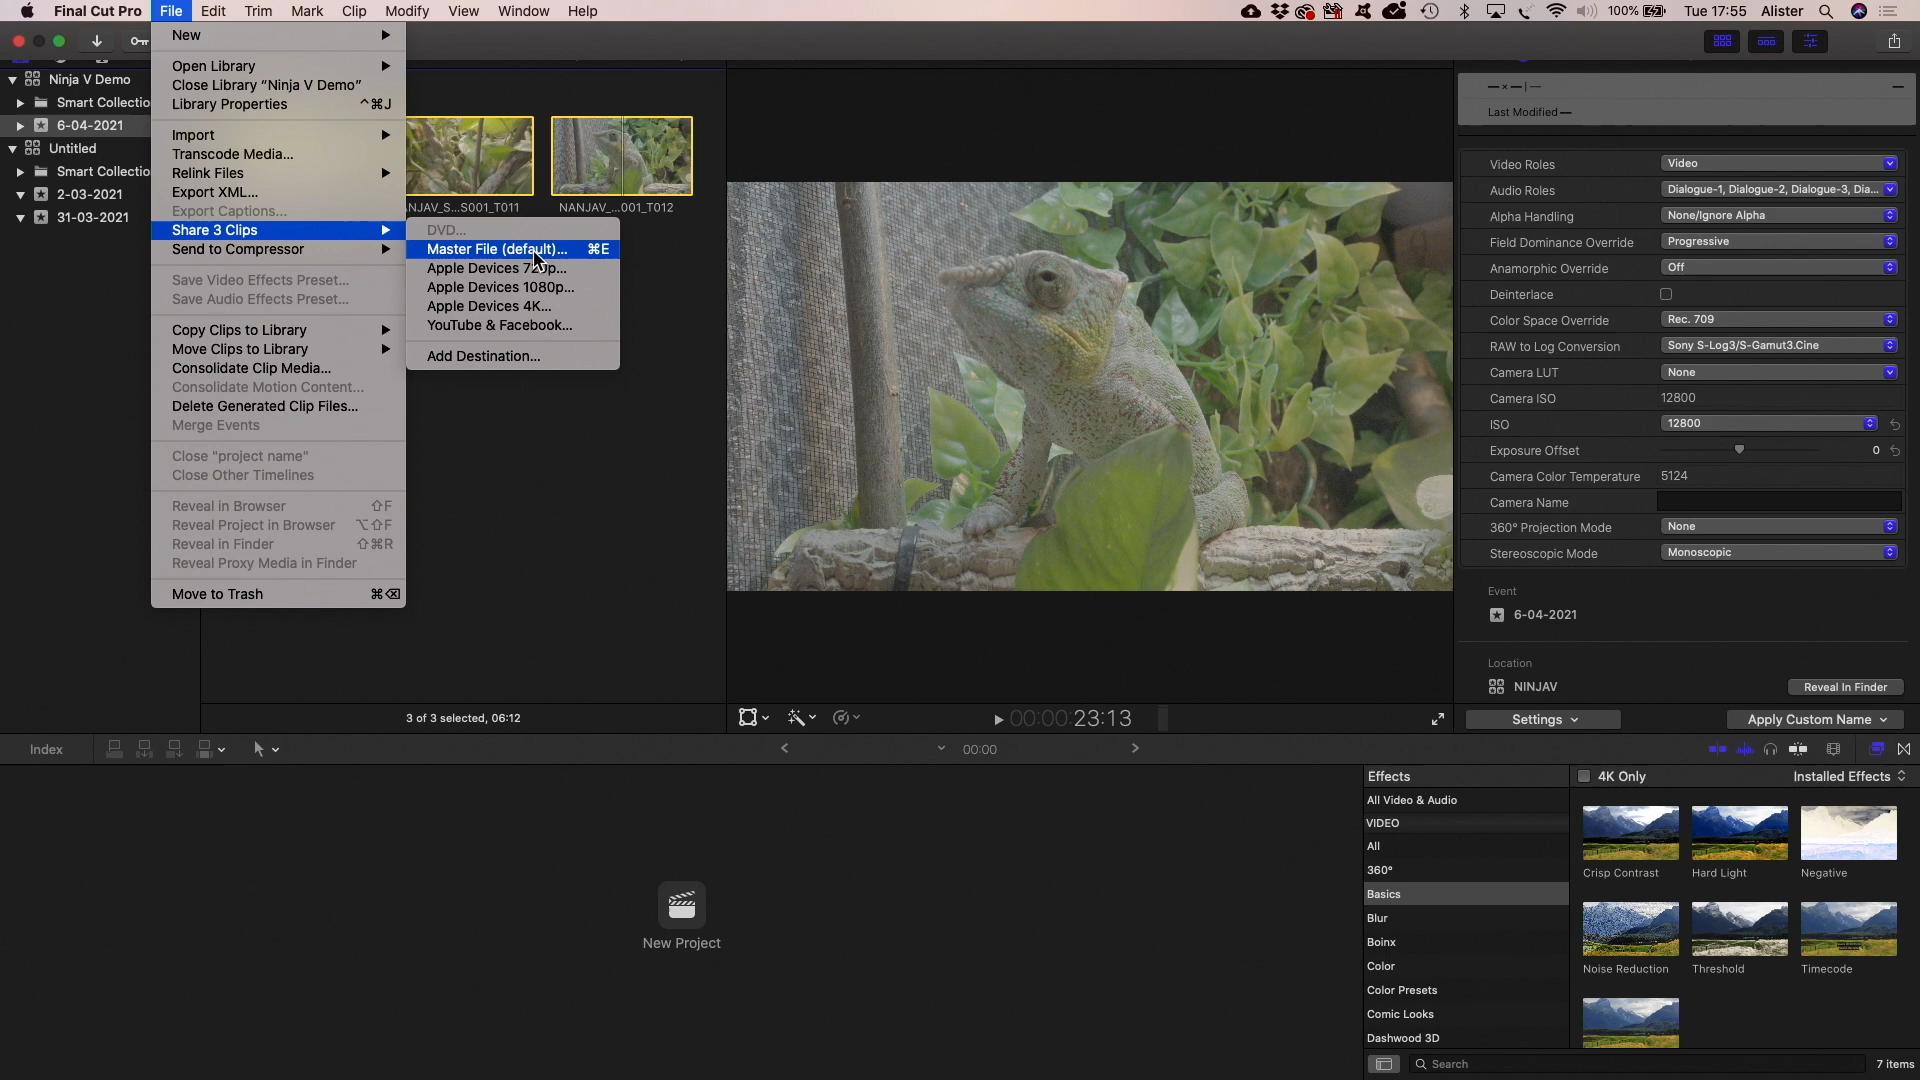 Final Cut Pro File Edit Trim Mark Clip Modify View Window Help 100% Tue 17:55 Alister
New
Open Library
Close Library “Ninja V Demo”
Library Properties ^⌘J
Import
Transcode Media...
Relink Files
Export XML...
Export Captions...
Share 3 Clips
Send to Compressor
Save Video Effects Preset...
Save Audio Effects Preset...
Copy Clips to Library
Move Clips to Library
Consolidate Clip Media...
Consolidate Motion Content...
Delete Generated Clip Files...
Merge Events
Close "project name"
Close Other Timelines
Reveal in Browser ⇧F
Reveal Project in Browser ⌥⇧F
Reveal in Finder ⇧⌘R
Reveal Proxy Media in Finder
Move to Trash ⌘⌫
DVD...
Master File (default)... ⌘E
Apple Devices 720p...
Apple Devices 1080p...
Apple Devices 4K...
YouTube & Facebook...
Add Destination...
Ninja V Demo
Smart Collectio
6-04-2021
Untitled
Smart Collectio
2-03-2021
31-03-2021
NJAV_S...S001_T011
NANJAV_...001_T012
3 of 3 selected, 06:12
00:00:23:13
Last Modified
Video Roles Video
Audio Roles Dialogue-1, Dialogue-2, Dialogue-3, Dia...
Alpha Handling None/Ignore Alpha
Field Dominance Override Progressive
Anamorphic Override Off
Deinterlace
Color Space Override Rec. 709
RAW to Log Conversion Sony S-Log3/S-Gamut3.Cine
Camera LUT None
Camera ISO 12800
ISO 12800
Exposure Offset 0
Camera Color Temperature 5124
Camera Name
360° Projection Mode None
Stereoscopic Mode Monoscopic
Event
6-04-2021
Location
NINJAV Reveal In Finder
Settings Apply Custom Name
Index
00:00
New Project
Effects
4K Only Installed Effects
All Video & Audio
VIDEO
All
360°
Basics
Blur
Boinx
Color
Color Presets
Comic Looks
Dashwood 3D
Crisp Contrast Hard Light Negative
Noise Reduction Threshold Timecode
Search 7 items